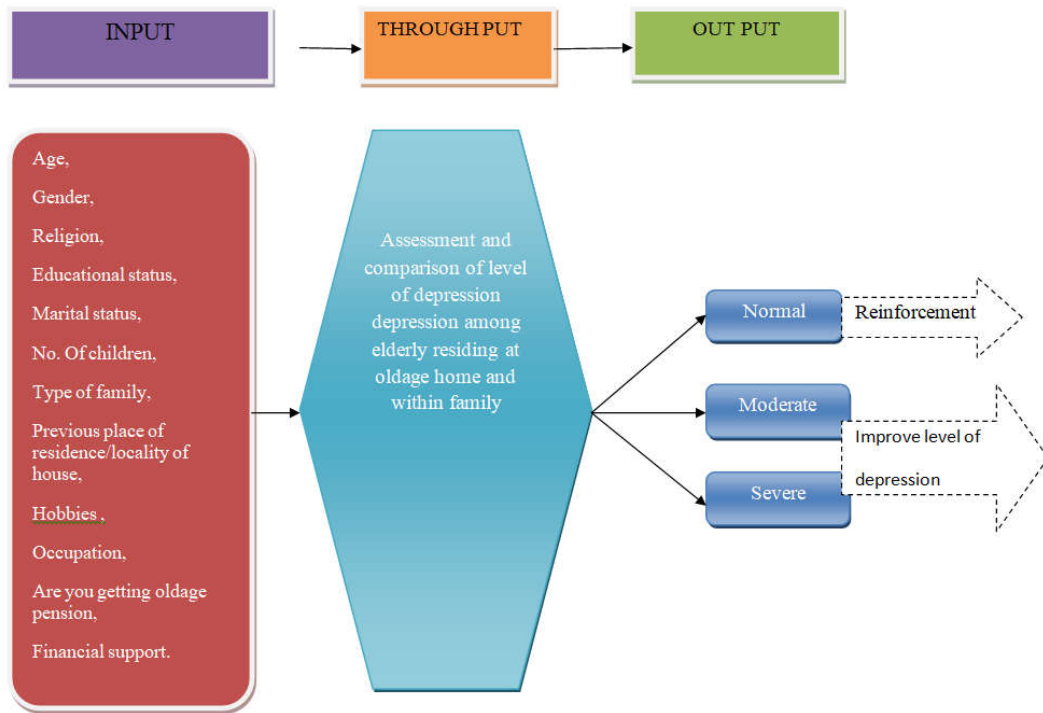 INPUT
THROUGH PUT
OUT PUT
Age,
Gender,
Religion,
Educational status,
Marital status,
No. Of children,
Type of family,
Previous place of
residence/locality of
house,
Hobbies ,
Occupation,
Are you getting oldage
pension,
Financial support.
Assessment and
comparison of level
of depression
depression among
elderly residing at
oldage home and
within family
Normal
Reinforcement
Moderate
Severe
Improve level of
depression